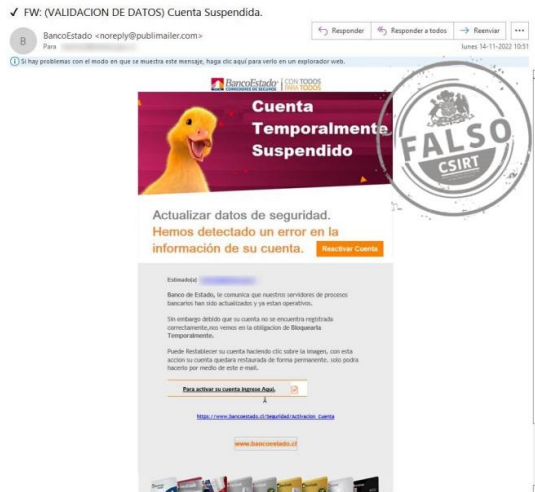 ✓ FW: (VALIDACION DE DATOS) Cuenta Suspendida.
B
BancoEstado <noreply@publimailer.com>
Para
Responder
Responder a todos
Reenviar
lunes 14-11-2022 10:51
Si hay problemas con el modo en que se muestra este mensaje, haga clic aquí para verlo en un explorador web.
BancoEstado CON TODOS
CORREDORES DE SEGUROS PARA TODOS
Cuenta
Temporalmente
Suspendido
FALSO
CSIRT
Actualizar datos de seguridad.
Hemos detectado un error en la
información de su cuenta.
Reactivar Cuenta
Estimado(a)
Banco de Estado, le comunica que nuestros servidores de procesos
bancarios han sido actualizados y ya estan operativos.
Sin embargo debido que su cuenta no se encuentra registrada
correctamente,nos vemos en la obligacion de Bloquearla
Temporalmente.
Puede Restablecer su cuenta haciendo clic sobre la imagen, con esta
accion su cuenta quedara restaurada de forma permanente, solo podra
hacerlo por medio de este e-mail.
Para activar su cuenta ingrese Aquí.
https://www.bancoestado.cl/Seguridad/Activacion_Cuenta
www.bancoestado.cl